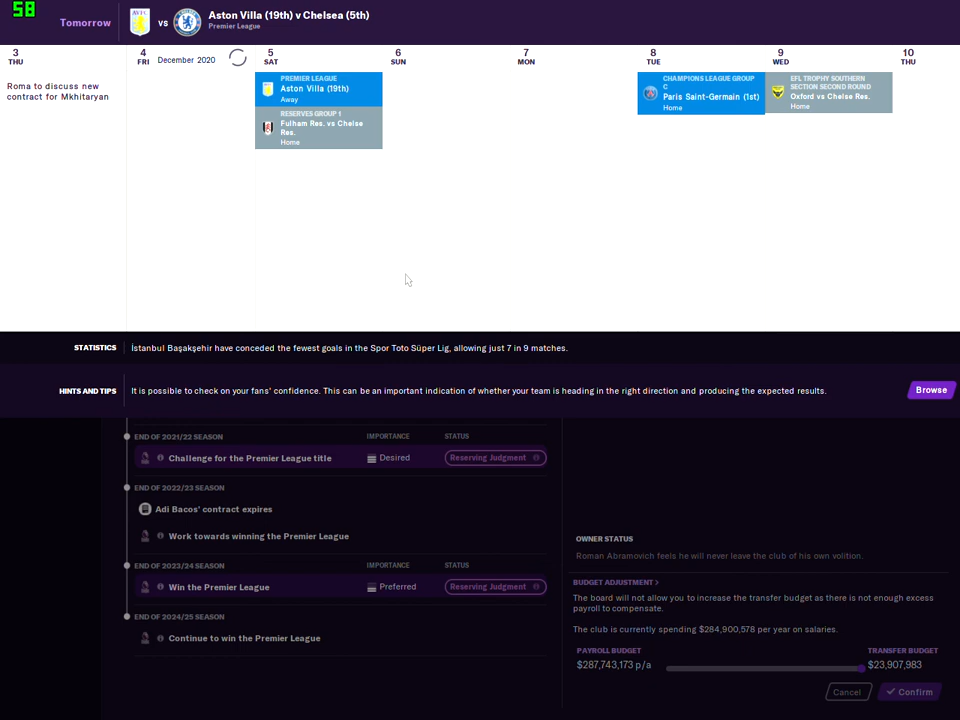 58
Tomorrow
VS
Aston Villa (19th) v Chelsea (5th)
Premier League
3
THU
4
FRI
December 2020
5
SAT
6
SUN
7
MON
8
TUE
9
WED
10
THU
Roma to discuss new
contract for Mkhitaryan
PREMIER LEAGUE
Aston Villa (19th)
Away
RESERVES GROUP 1
Fulham Res. vs Chelse
Res.
Home
CHAMPIONS LEAGUE GROUP
C
Paris Saint-Germain (1st)
Home
EFL TROPHY SOUTHERN
SECTION SECOND ROUND
Oxford vs Chelse Res.
Home
STATISTICS
İstanbul Başakşehir have conceded the fewest goals in the Spor Toto Süper Lig, allowing just 7 in 9 matches.
HINTS AND TIPS
It is possible to check on your fans' confidence. This can be an important indication of whether your team is heading in the right direction and producing the expected results.
Browse
END OF 2021/22 SEASON
IMPORTANCE
STATUS
Challenge for the Premier League title
Desired
Reserving Judgment
END OF 2022/23 SEASON
Adi Bacos' contract expires
Work towards winning the Premier League
END OF 2023/24 SEASON
IMPORTANCE
STATUS
Win the Premier League
Preferred
Reserving Judgment
END OF 2024/25 SEASON
Continue to win the Premier League
OWNER STATUS
Roman Abramovich feels he will never leave the club of his own volition.
BUDGET ADJUSTMENT >
The board will not allow you to increase the transfer budget as there is not enough excess
payroll to compensate.
The club is currently spending $284,900,578 per year on salaries.
PAYROLL BUDGET
TRANSFER BUDGET
$287,743,173 p/a
$23,907,983
Cancel
Confirm